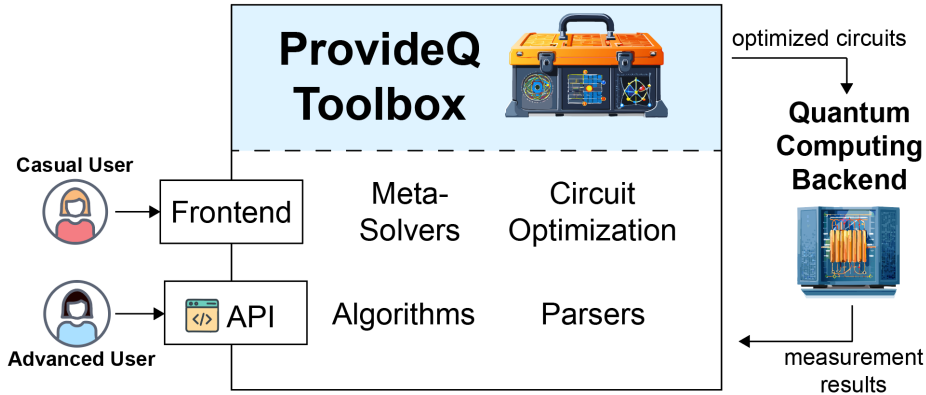 ProvideQ
Toolbox
optimized circuits
Quantum
Computing
Backend
Casual User
Frontend
Meta-
Solvers
Circuit
Optimization
</>
API
Algorithms
Parsers
Advanced User
measurement
results